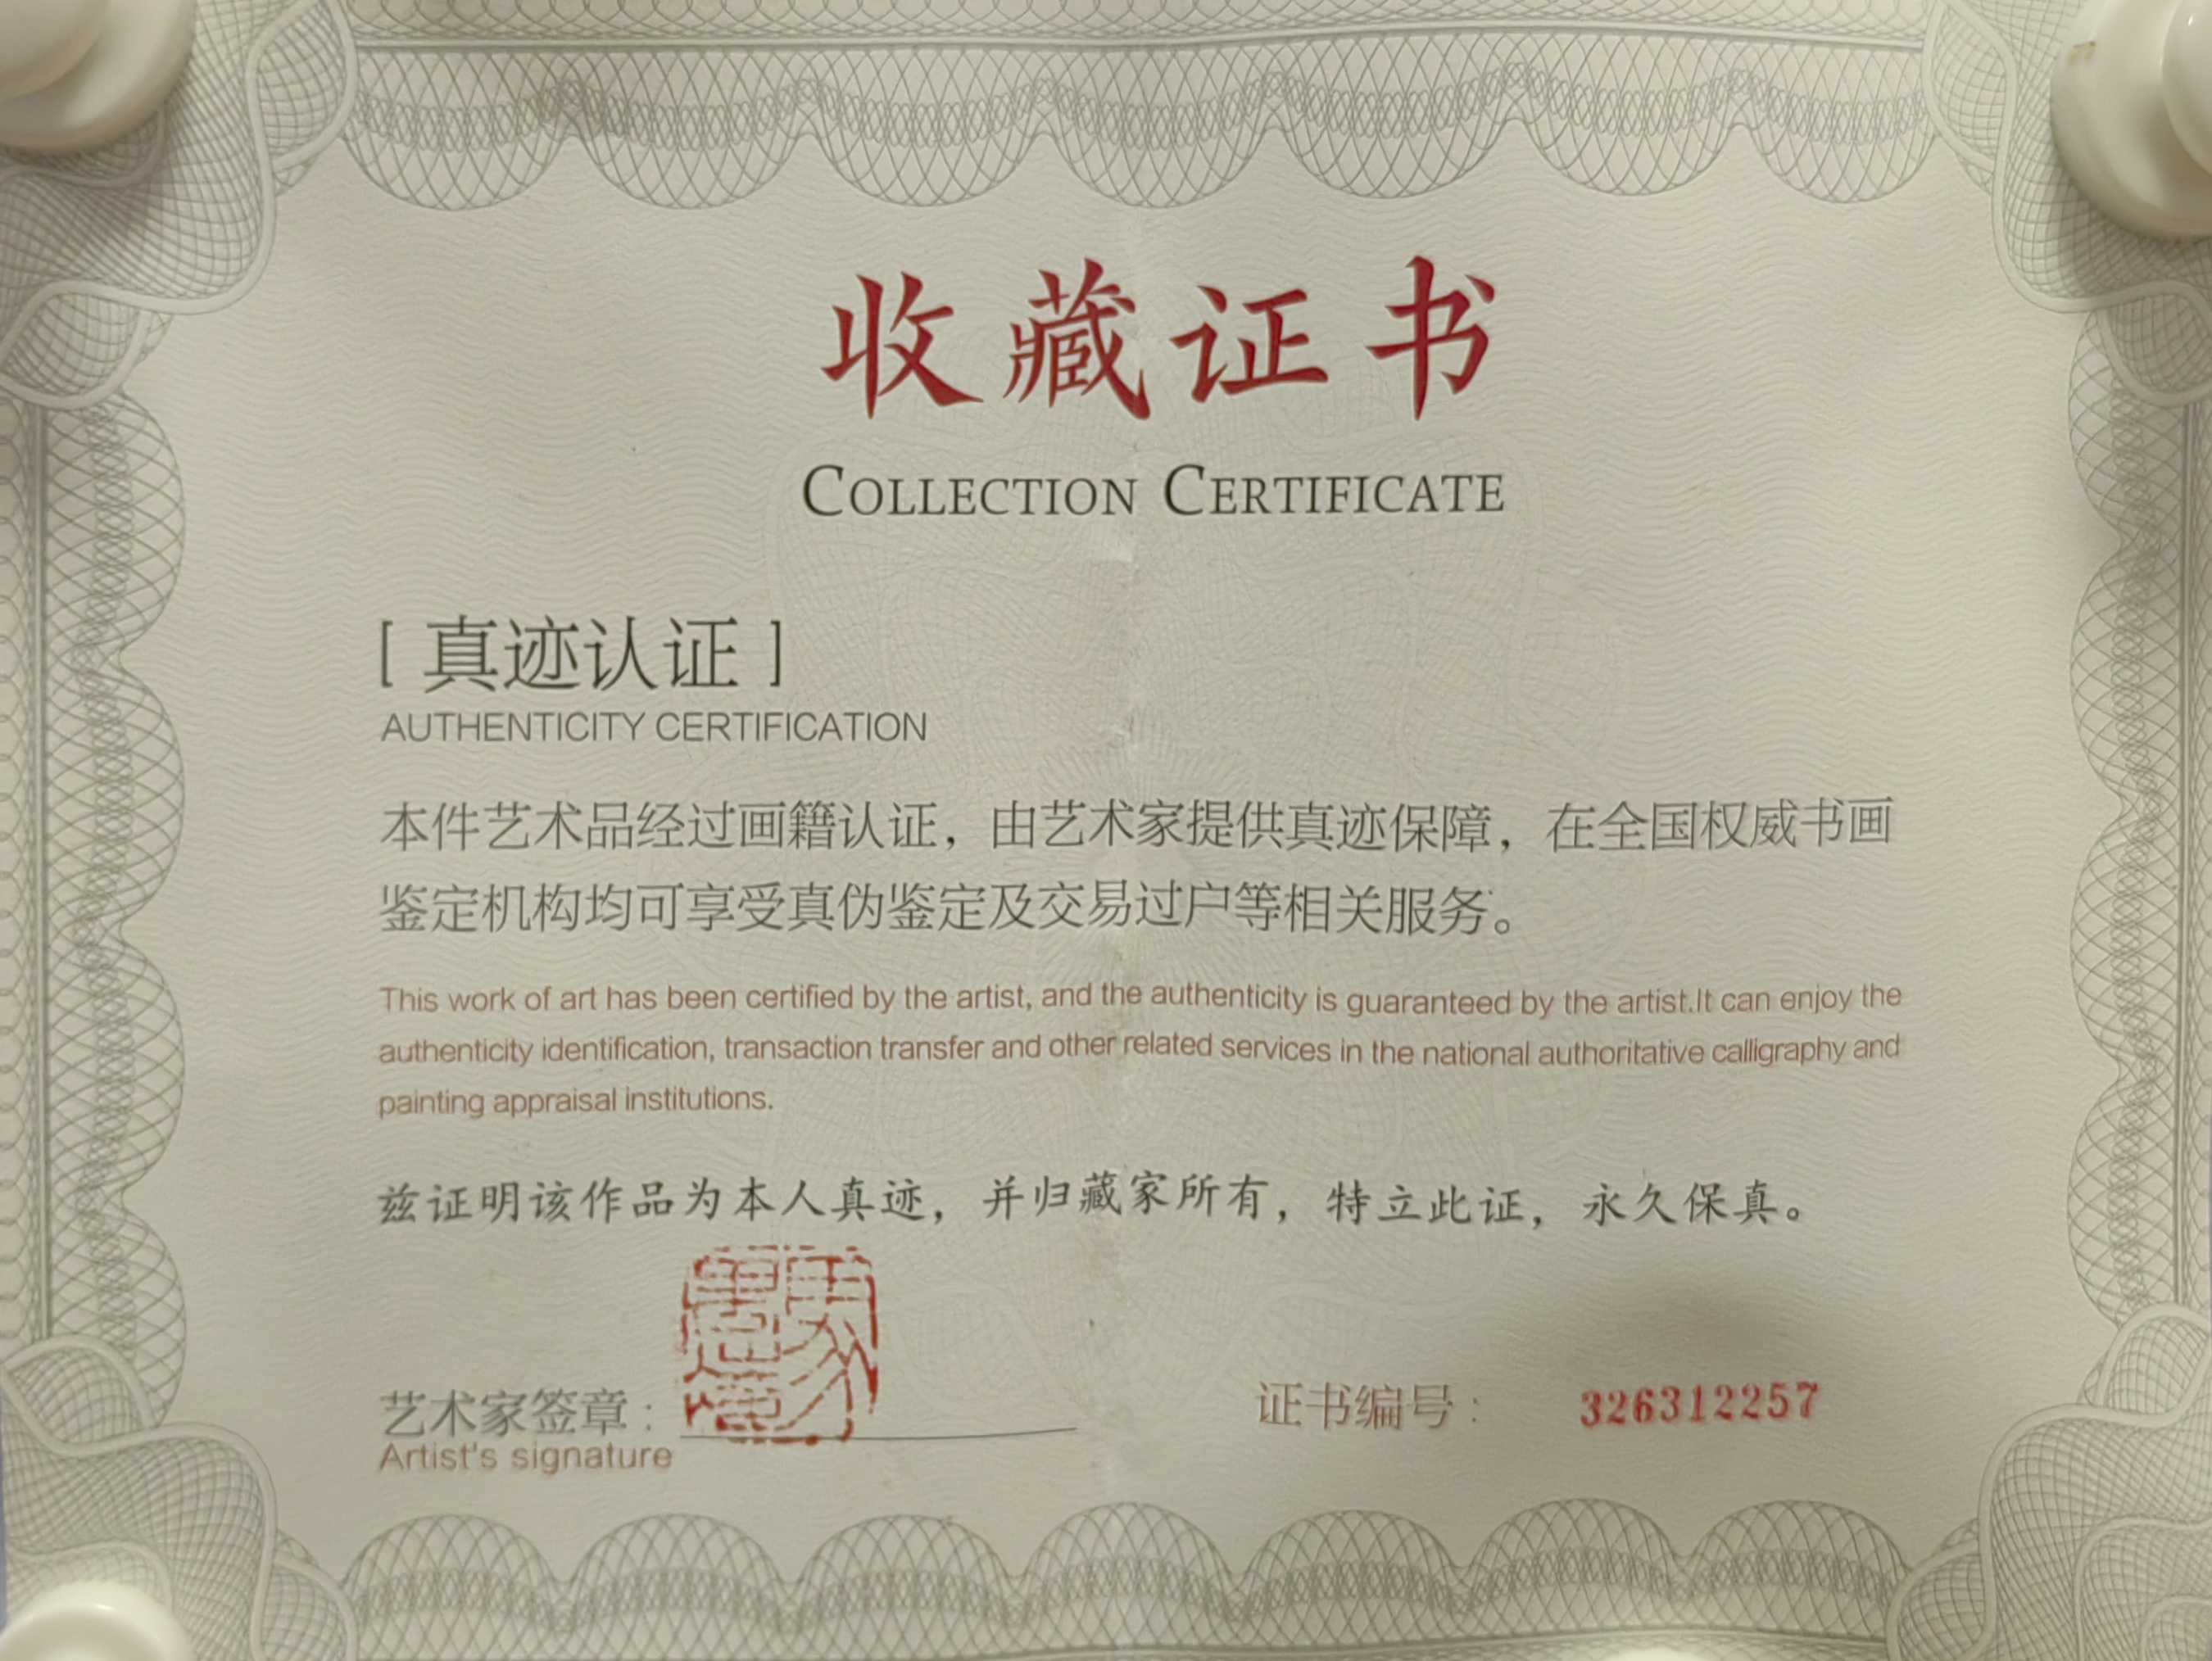 收藏证书
COLLECTION CERTIFICATE
[ 真迹认证 ]
AUTHENTICITY CERTIFICATION
本件艺术品经过画籍认证，由艺术家提供真迹保障，在全国权威书画
鉴定机构均可享受真伪鉴定及交易过户等相关服务。
This work of art has been certified by the artist, and the authenticity is guaranteed by the artist.It can enjoy the
authenticity identification, transaction transfer and other related services in the national authoritative calligraphy and
painting appraisal institutions.
兹证明该作品为本人真迹，并归藏家所有，特立此证，永久保真。
艺术家签章：
Artist's signature
证书编号： 326312257